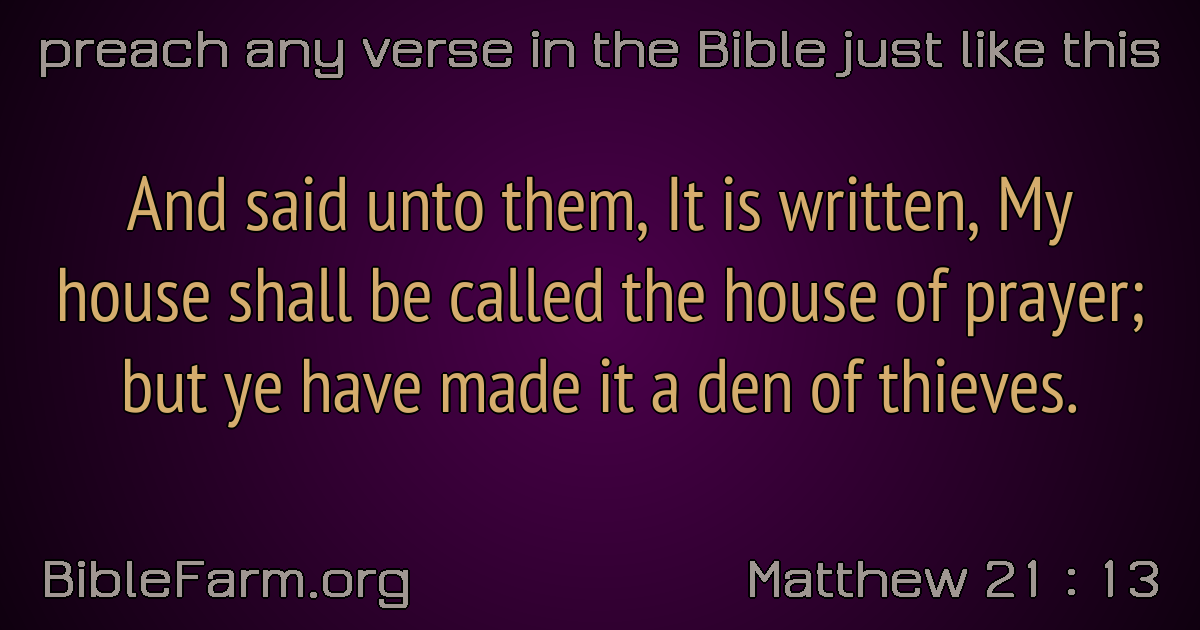 preach any verse in the Bible just like this
And said unto them, It is written, My
house shall be called the house of prayer;
but ye have made it a den of thieves.
BibleFarm.org
Matthew 21 : 13